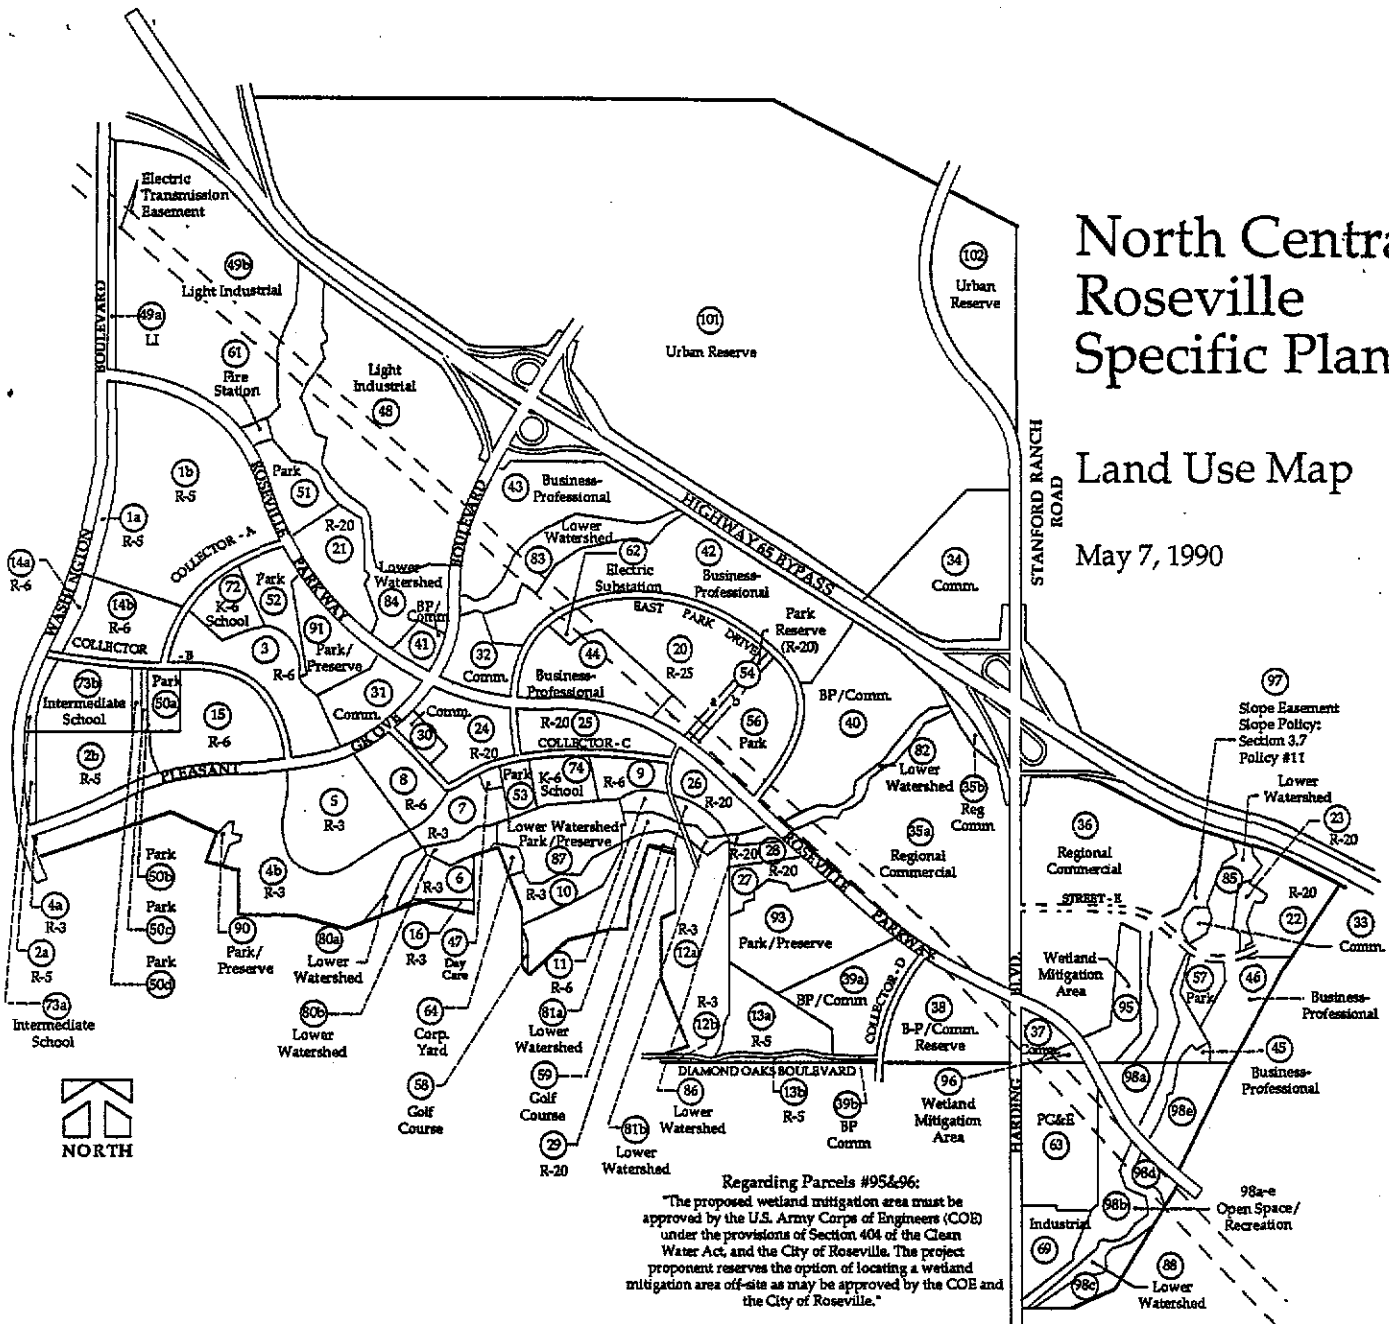 North Centra
Roseville
Specific Plan
Land Use Map
May 7, 1990
Electric
Transmission
Easement
49b
Light Industrial
49a
LI
61
Fire
Station
BOULEVARD
WASHINGTON
Light
Industrial
48
101
Urban Reserve
102
Urban
Reserve
STANFORD RANCH
ROAD
HIGHWAY 65 BYPASS
1b
R-5
1a
R-5
14a
R-6
14b
R-6
COLLECTOR - A
COLLECTOR - B
ROSEVILLE
PARKWAY
Park
51
R-20
21
72
K-6
School
Park
52
91
Park/
Preserve
3
R-6
Lower
Watershed
84
BP/
Comm.
41
BOULEVARD
43
Business-
Professional
Lower
Watershed
83
62
Electric
Substation
42
Business-
Professional
34
Comm.
EAST PARK DRIVE
Park
Reserve
(R-20)
54
20
R-25
44
Business-
Professional
32
Comm.
56
Park
BP/Comm.
40
82
Lower
Watershed
35b
Reg
Comm
35a
Regional
Commercial
36
Regional
Commercial
97
Slope Easement
Slope Policy:
Section 3.7
Policy #11
Lower
Watershed
23
R-20
85
R-20
22
33
Comm.
STREET - E
73b
Intermediate
School
Park
50a
15
R-6
2b
R-5
PLEASANT
31
Comm.
Comm.
30
24
R-20
R-20
25
COLLECTOR - C
8
R-6
5
R-3
7
R-3
Park
53
K-6
74
School
R-6
9
26
R-20
Lower Watershed
Park/Preserve
87
R-3
6
R-3
10
R-20
28
R-20
27
ROSEVILLE
PARKWAY
4b
R-3
Park
50b
Park
50c
Park
50d
4a
R-3
2a
R-5
73a
Intermediate
School
90
Park/
Preserve
80a
Lower
Watershed
80b
Lower
Watershed
16
R-3
47
Day
Care
64
Corp.
Yard
58
Golf
Course
11
R-6
81a
Lower
Watershed
59
Golf
Course
29
R-20
81b
Lower
Watershed
86
Lower
Watershed
R-3
12a
R-3
12b
93
Park/Preserve
13a
R-5
39a
BP/Comm
COLLECTOR - D
38
B-P/Comm.
Reserve
DIAMOND OAKS BOULEVARD
13b
R-5
39b
BP
Comm
96
Wetland
Mitigation
Area
37
Comm.
HARDING
BLVD.
Wetland
Mitigation
Area
95
57
Park
46
Business-
Professional
45
Business-
Professional
98a
98e
PG&E
63
98d
98b
98a-e
Open Space/
Recreation
Industrial
69
98c
88
Lower
Watershed
NORTH
Regarding Parcels #95&96:
"The proposed wetland mitigation area must be
approved by the U.S. Army Corps of Engineers (COE)
under the provisions of Section 404 of the Clean
Water Act, and the City of Roseville. The project
proponent reserves the option of locating a wetland
mitigation area off-site as may be approved by the COE and
the City of Roseville."